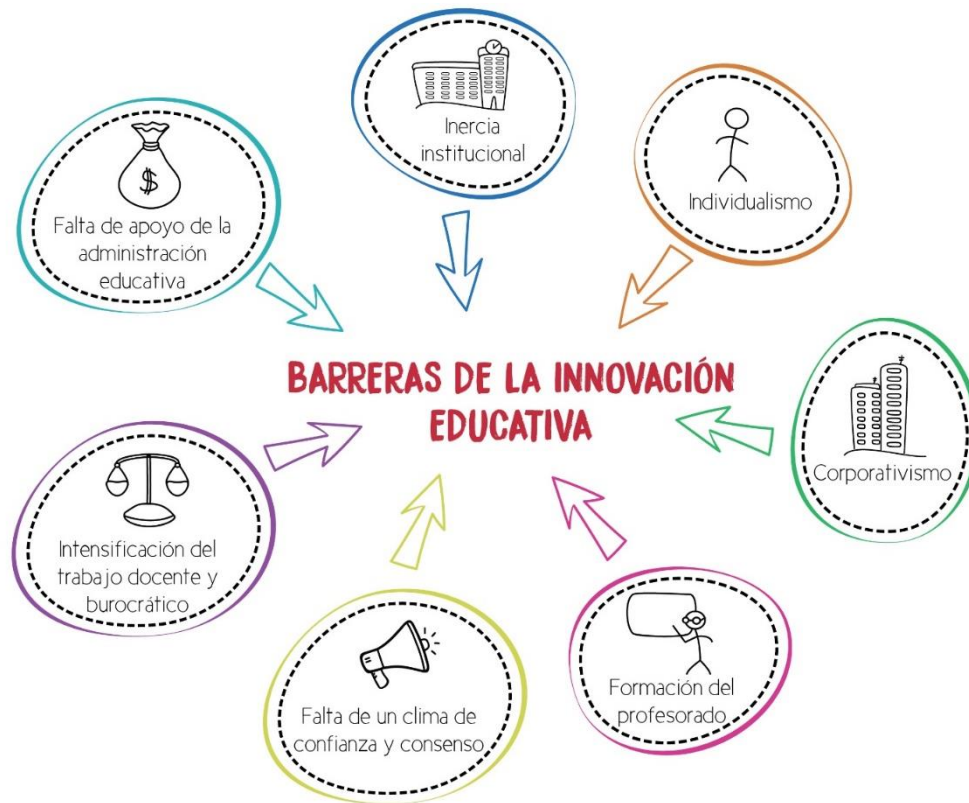 Inercia
institucional
Individualismo
Falta de apoyo de la
administración
educativa
$
BARRERAS DE LA INNOVACIÓN
EDUCATIVA
Corporativismo
Intensificación del
trabajo docente y
burocrático
Formación del
profesorado
Falta de un clima de
confianza y consenso